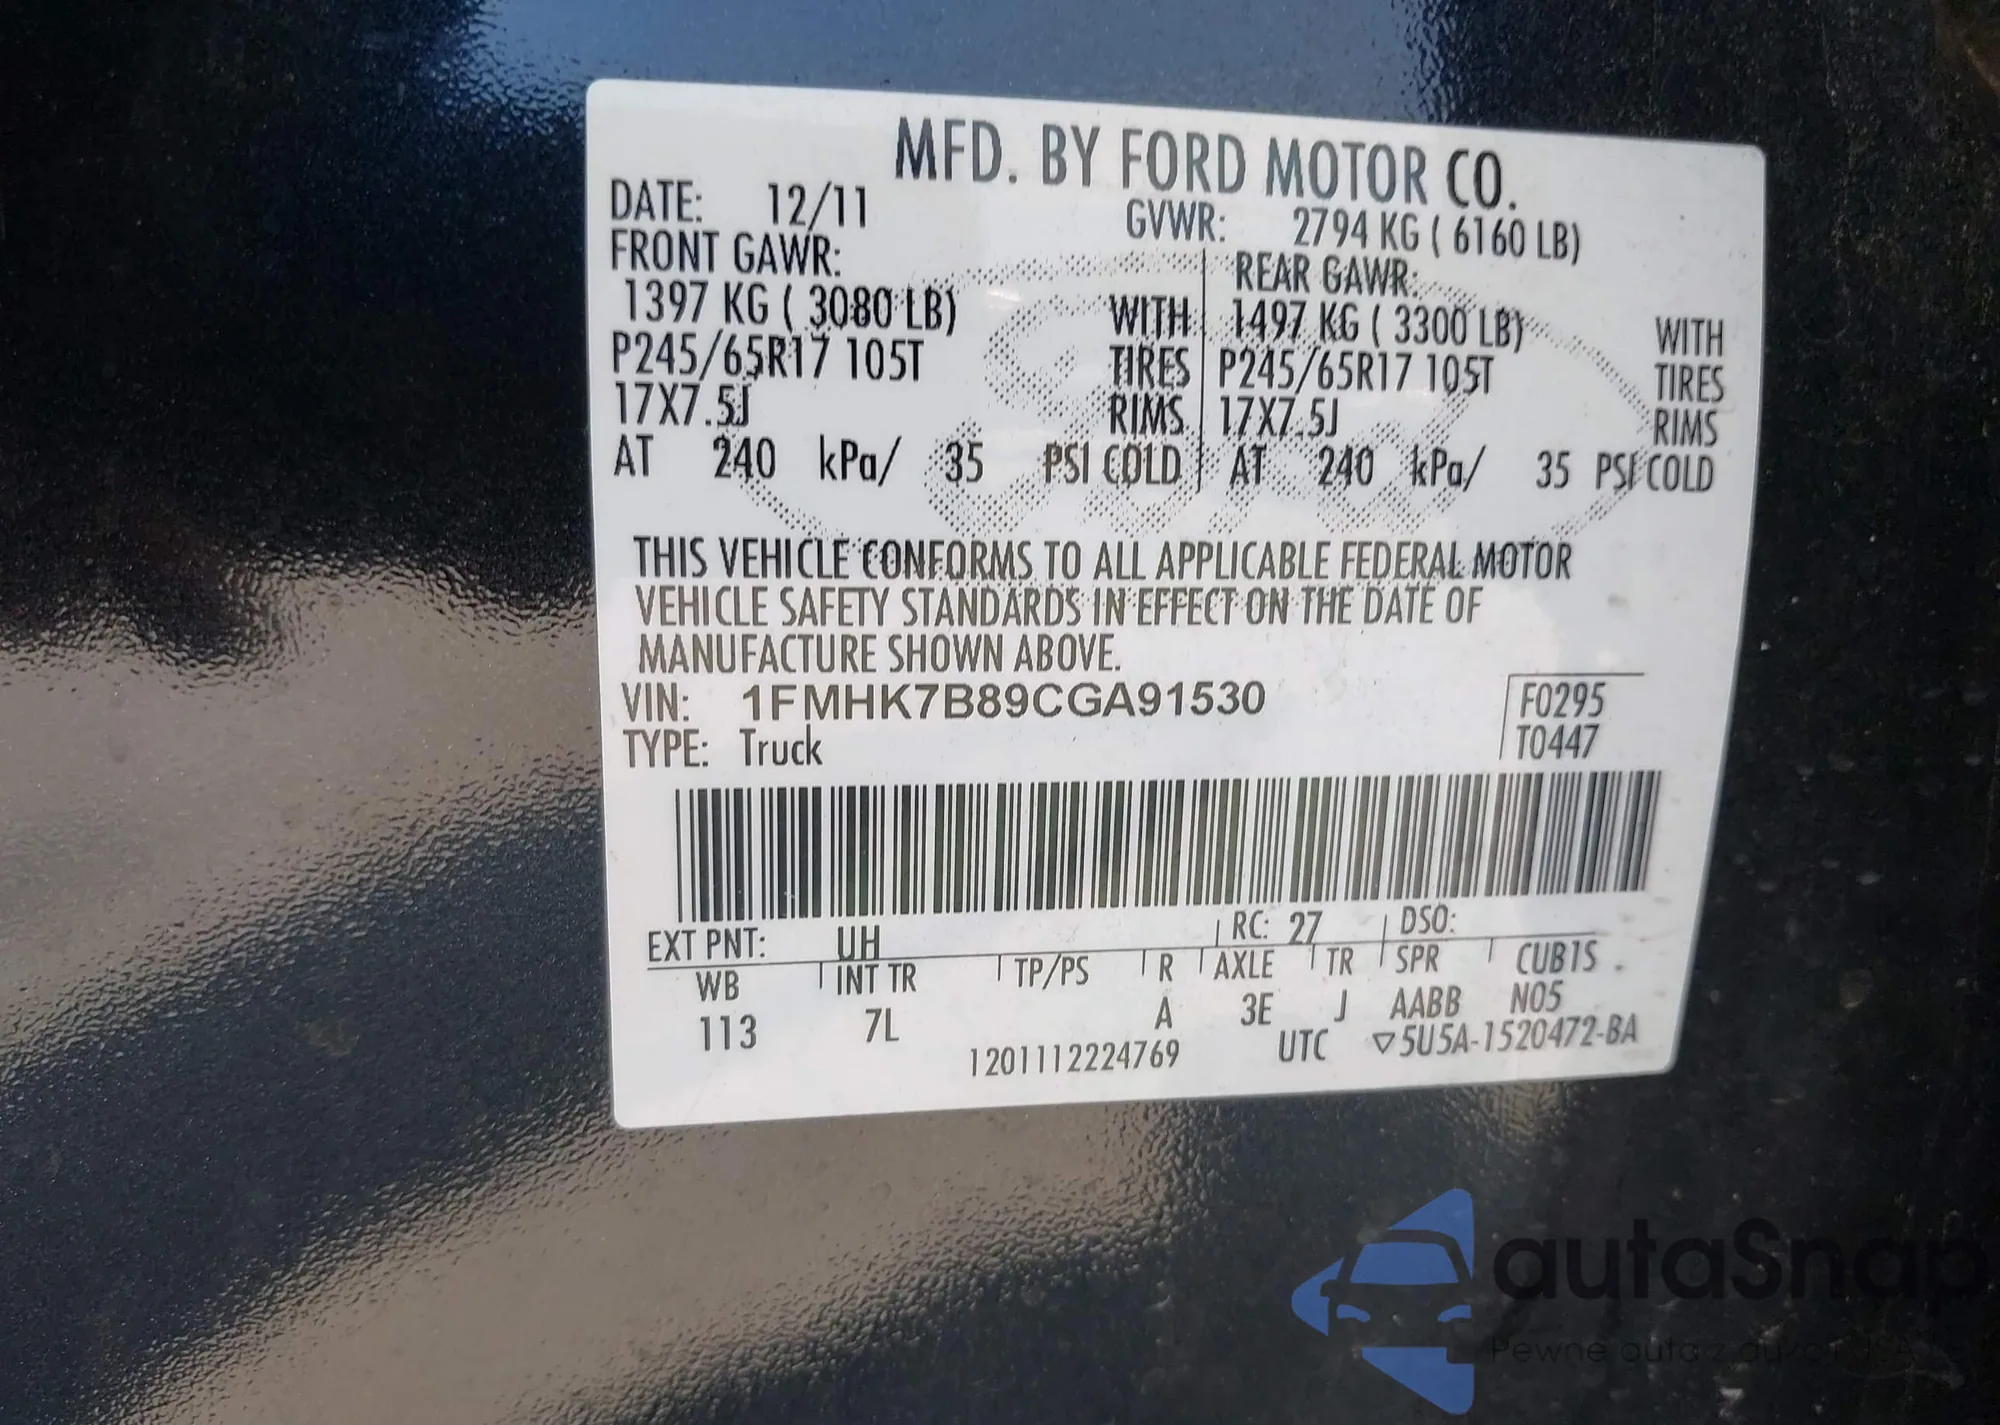 MFD. BY FORD MOTOR CO.
DATE: 12/11 GVWR: 2794 KG ( 6160 LB)
FRONT GAWR: REAR GAWR:
1397 KG ( 3080 LB) WITH 1497 KG ( 3300 LB) WITH
P245/65R17 105T TIRES P245/65R17 105T TIRES
17X7.5J RIMS 17X7.5J RIMS
AT 240 kPa/ 35 PSI COLD AT 240 kPa/ 35 PSI COLD
THIS VEHICLE CONFORMS TO ALL APPLICABLE FEDERAL MOTOR
VEHICLE SAFETY STANDARDS IN EFFECT ON THE DATE OF
MANUFACTURE SHOWN ABOVE.
VIN: 1FMHK7B89CGA91530 F0295
TYPE: Truck T0447
EXT PNT: UH RC: 27 DSO:
WB INT TR TP/PS R AXLE TR SPR CUB1S
113 7L A 3E J AABB N05
1201112224769 UTC ▽5U5A-1520472-BA
autaSnap
Pewne auta z